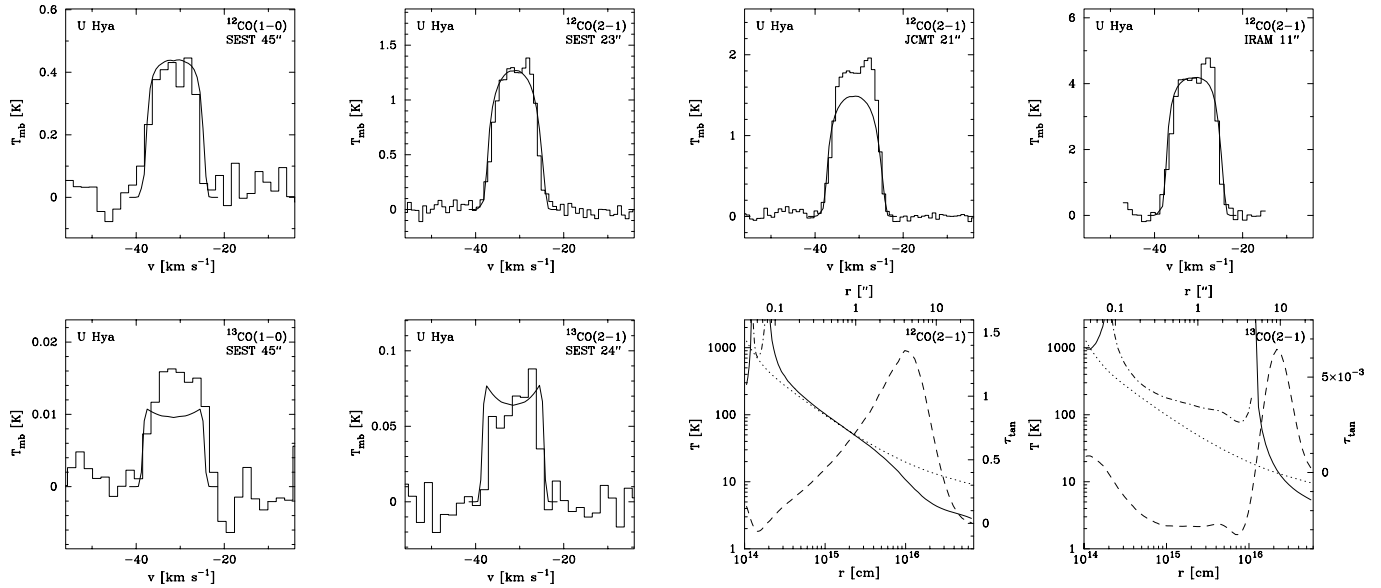 U Hya
¹²CO(1−0)
SEST 45″
0.6
0.4
0.2
0
T_mb [K]
−40
−20
v [km s⁻¹]
U Hya
¹²CO(2−1)
SEST 23″
1.5
1
0.5
0
T_mb [K]
−40
−20
v [km s⁻¹]
U Hya
¹²CO(2−1)
JCMT 21″
2
1
0
T_mb [K]
−40
−20
v [km s⁻¹]
U Hya
¹²CO(2−1)
IRAM 11″
6
4
2
0
T_mb [K]
−40
−20
v [km s⁻¹]
U Hya
¹³CO(1−0)
SEST 45″
0.02
0.01
0
T_mb [K]
−40
−20
v [km s⁻¹]
U Hya
¹³CO(2−1)
SEST 24″
0.1
0.05
0
T_mb [K]
−40
−20
v [km s⁻¹]
r [″]
0.1
1
10
¹²CO(2−1)
1000
100
10
1
T [K]
1.5
1
0.5
0
τ_tan
10¹⁴
10¹⁵
10¹⁶
r [cm]
r [″]
0.1
1
10
¹³CO(2−1)
1000
100
10
1
T [K]
5×10⁻³
0
τ_tan
10¹⁴
10¹⁵
10¹⁶
r [cm]